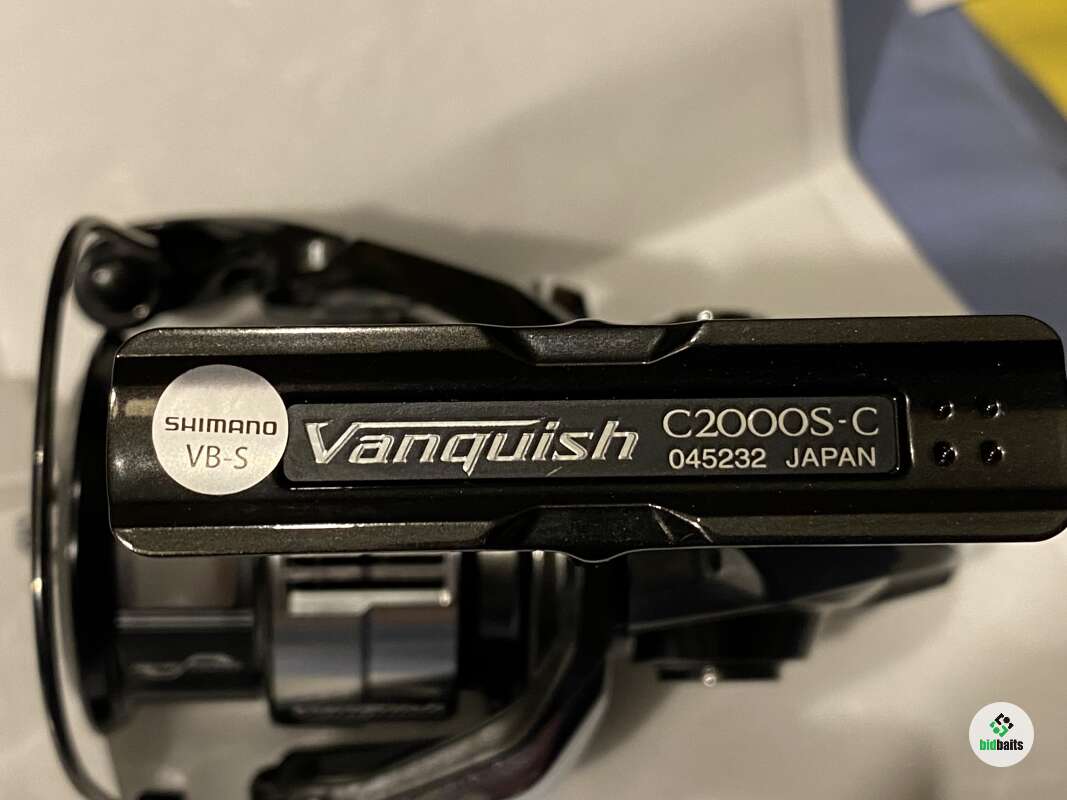 SHIMANO
VB-S
Vanquish
C2000S-C
045232 JAPAN
bidbaits